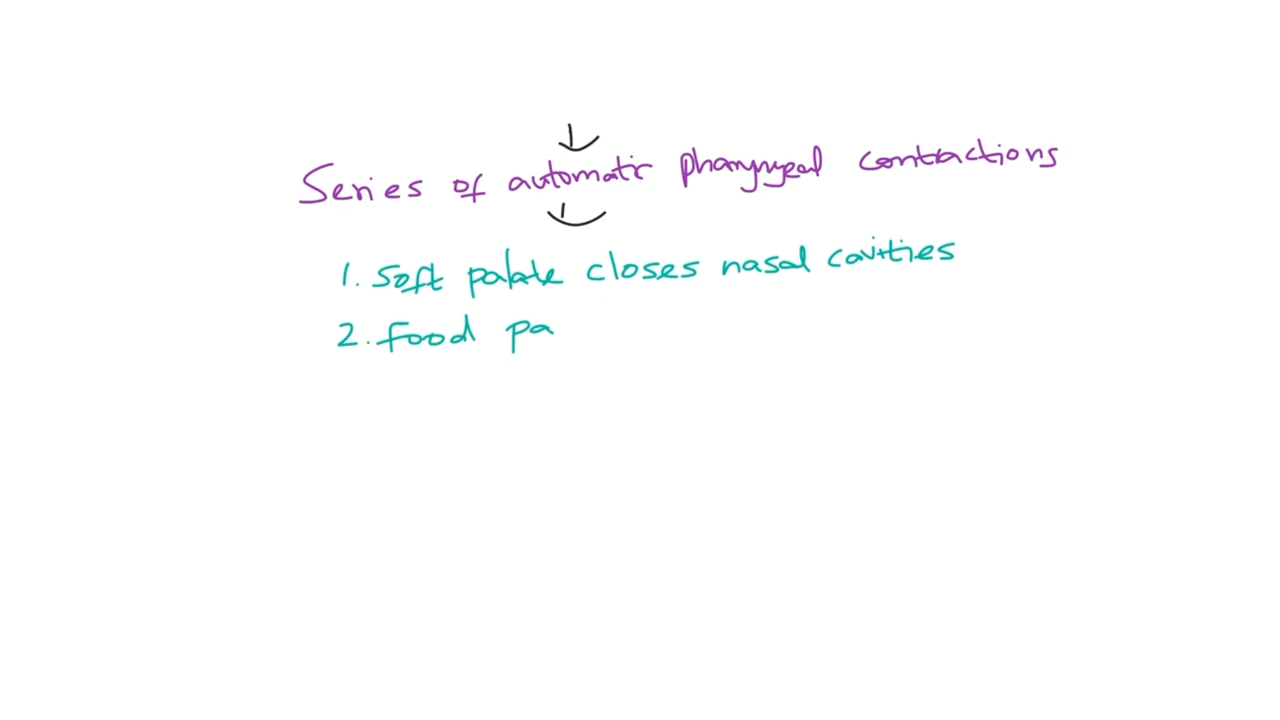 Series of automatic pharyngeal contractions
1. Soft palate closes nasal cavities
2. food pa